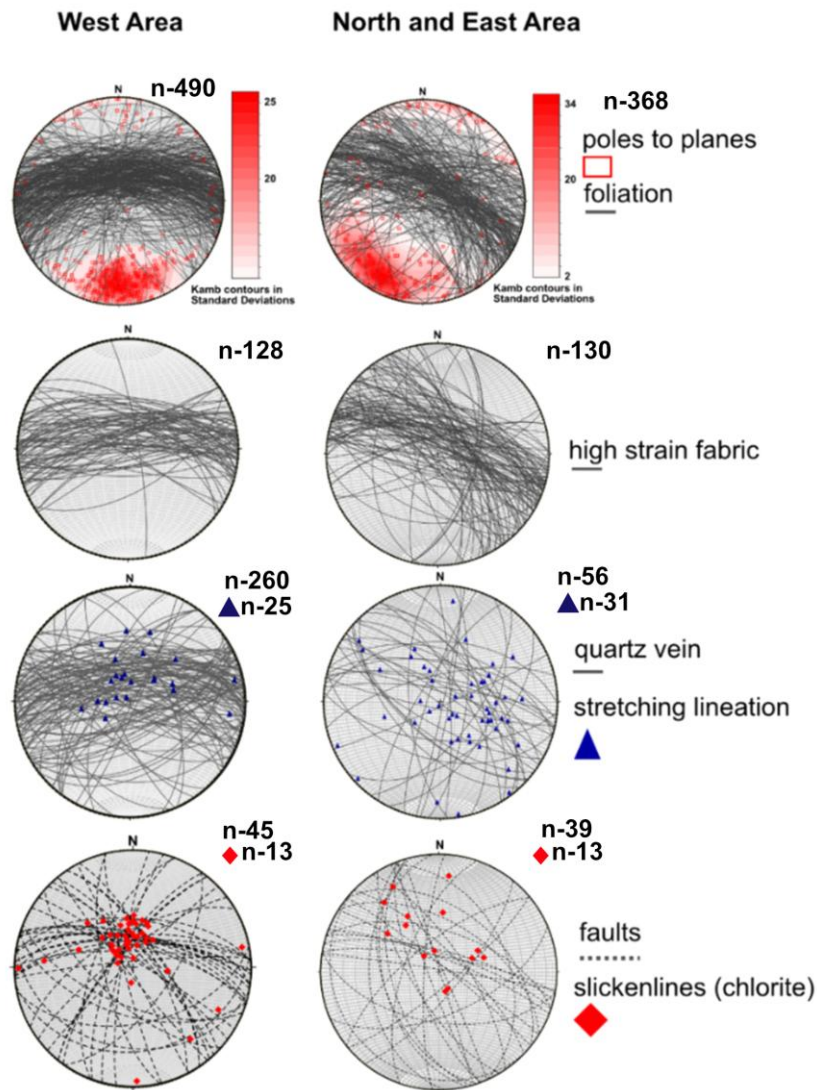 West Area
North and East Area
N
n-490
25
20
Kamb contours in
Standard Deviations
N
34
20
2
Kamb contours in
Standard Deviations
n-368
poles to planes
foliation
N
n-128
N
n-130
high strain fabric
N
n-260
n-25
N
n-56
n-31
quartz vein
stretching lineation
N
n-45
n-13
N
n-39
n-13
faults
slickenlines (chlorite)